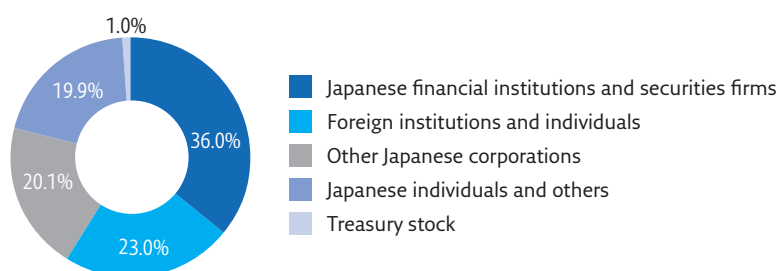 1.0%
19.9%
36.0%
20.1%
23.0%
Japanese financial institutions and securities firms
Foreign institutions and individuals
Other Japanese corporations
Japanese individuals and others
Treasury stock